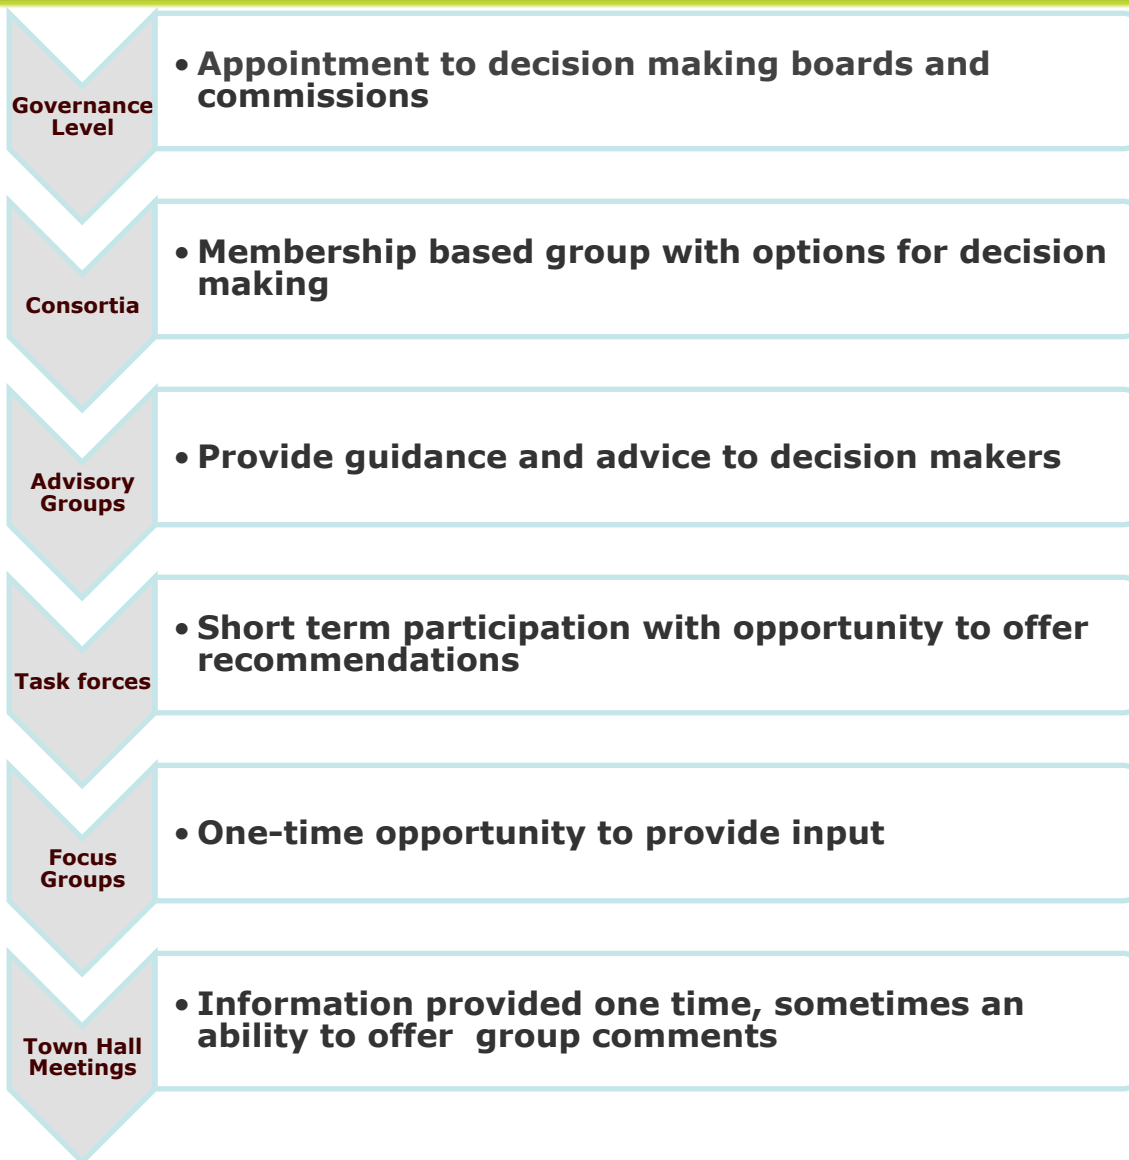 Governance
Level
• Appointment to decision making boards and
commissions
Consortia
• Membership based group with options for decision
making
Advisory
Groups
• Provide guidance and advice to decision makers
Task forces
• Short term participation with opportunity to offer
recommendations
Focus
Groups
• One-time opportunity to provide input
Town Hall
Meetings
• Information provided one time, sometimes an
ability to offer  group comments